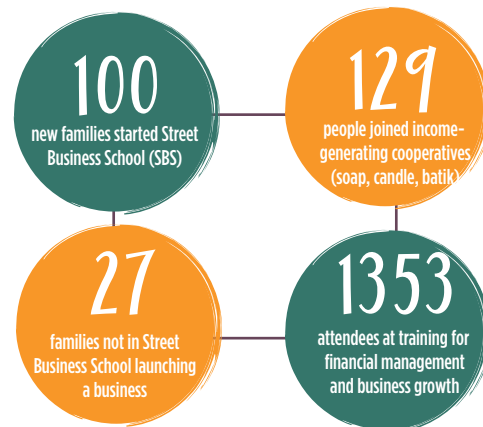 100
new families started Street
Business School (SBS)
129
people joined income-
generating cooperatives
(soap, candle, batik)
27
families not in Street
Business School launching
a business
1353
attendees at training for
financial management
and business growth